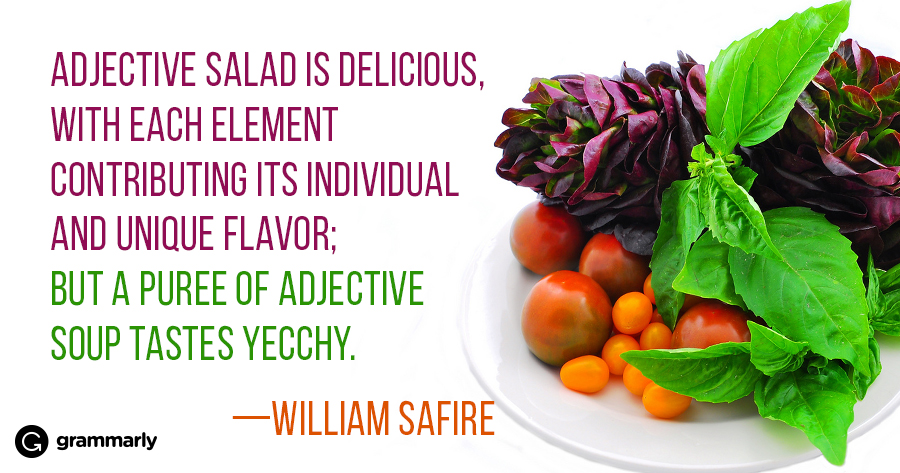 ADJECTIVE SALAD IS DELICIOUS,
WITH EACH ELEMENT
CONTRIBUTING ITS INDIVIDUAL
AND UNIQUE FLAVOR;
BUT A PUREE OF ADJECTIVE
SOUP TASTES YECCHY.
—WILLIAM SAFIRE
grammarly